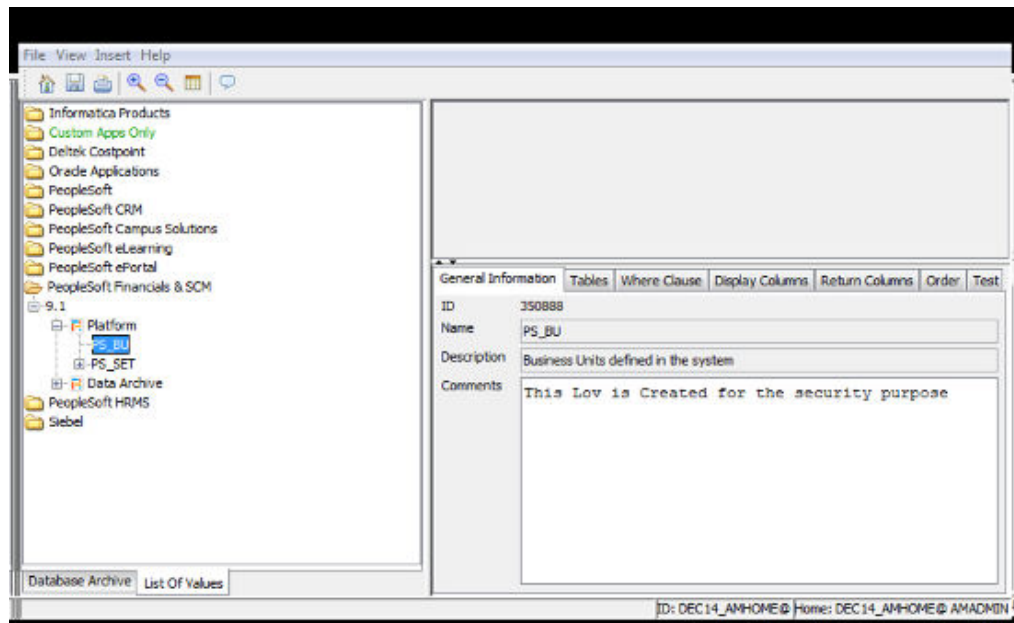 File View Insert Help
Informatica Products
Custom Apps Only
Deltek Costpoint
Oracle Applications
PeopleSoft
PeopleSoft CRM
PeopleSoft Campus Solutions
PeopleSoft eLearning
PeopleSoft ePortal
PeopleSoft Financials & SCM
9.1
Platform
PS_BU
PS_SET
Data Archive
PeopleSoft HRMS
Siebel
Database Archive List Of Values
General Information Tables Where Clause Display Columns Return Columns Order Test
ID 350888
Name PS_BU
Description Business Units defined in the system
Comments This Lov is Created for the security purpose
ID: DEC14_AMHOME@ Home: DEC14_AMHOME@ AMADMIN